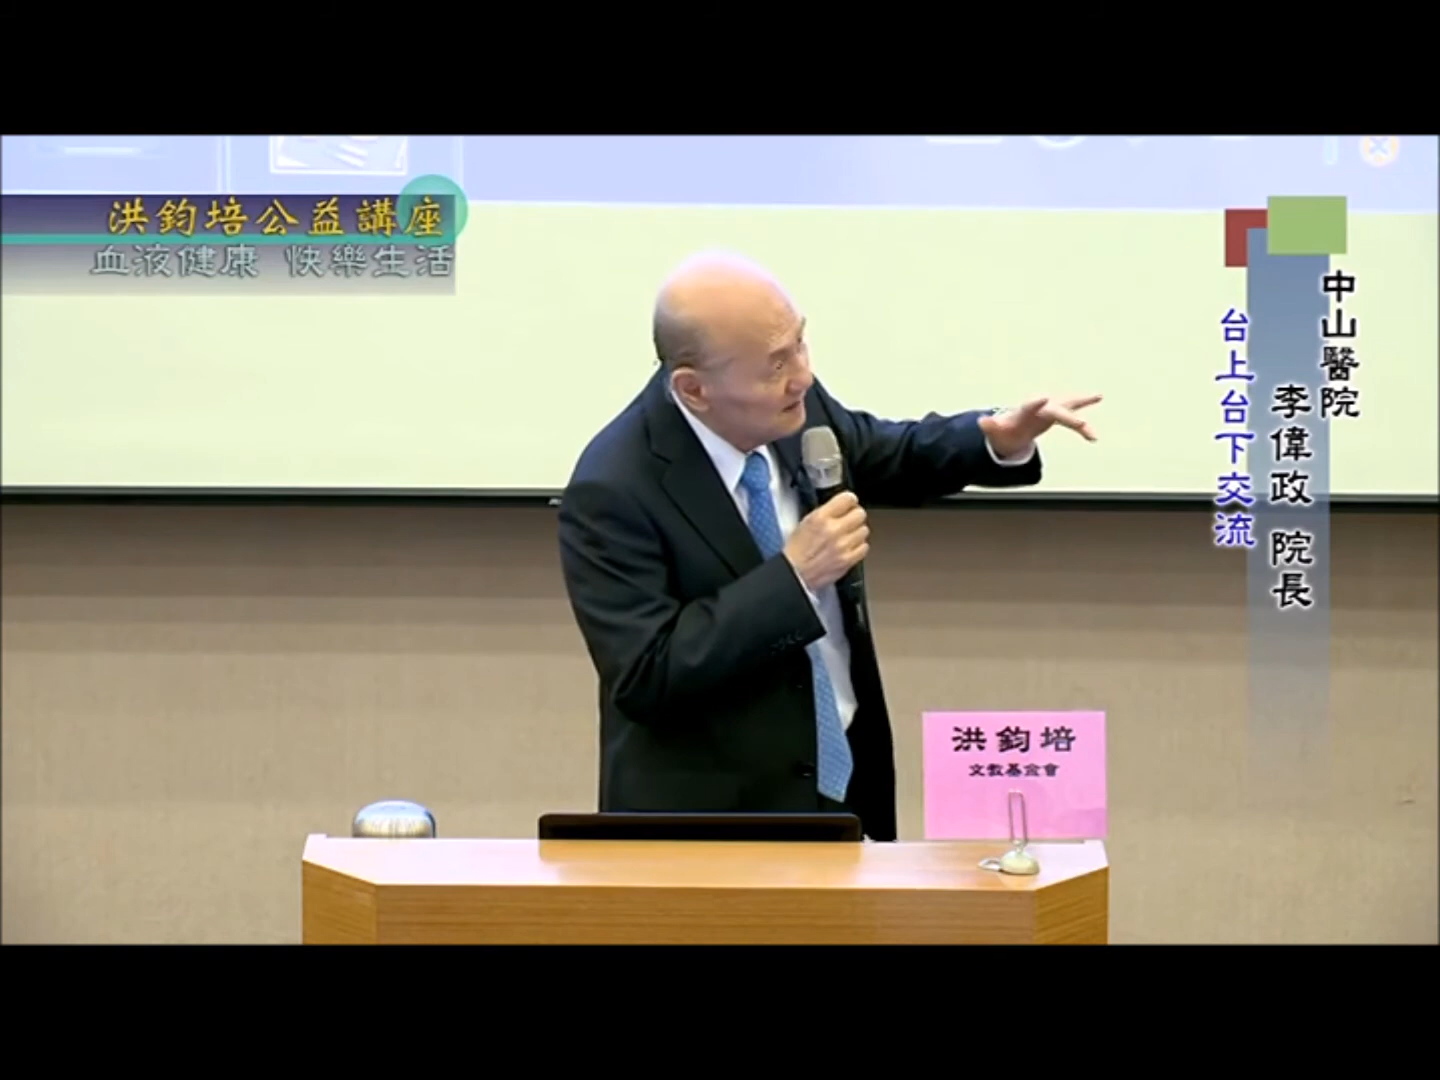 洪鈞培公益講座
血液健康 快樂生活
中山醫院
李偉政 院長
台上台下交流
洪鈞培
文教基金會